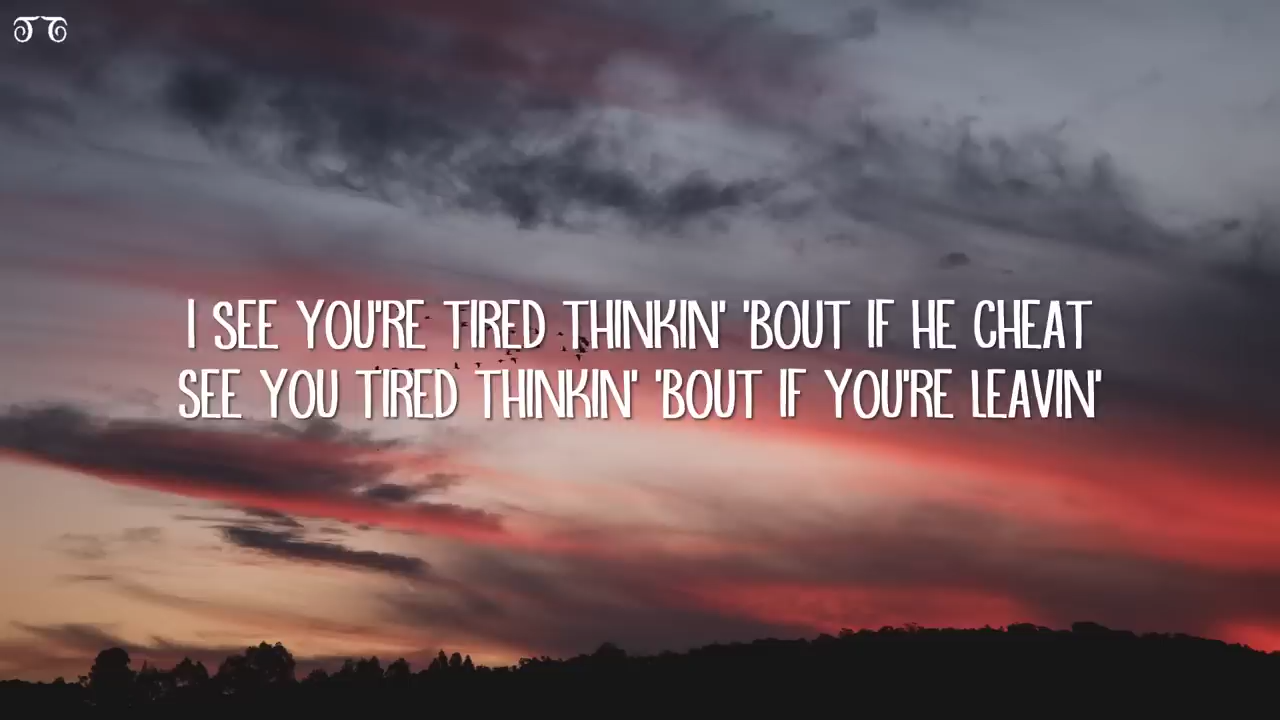 I SEE YOU'RE TIRED THINKIN' 'BOUT IF HE CHEAT
SEE YOU TIRED THINKIN' 'BOUT IF YOU'RE LEAVIN'